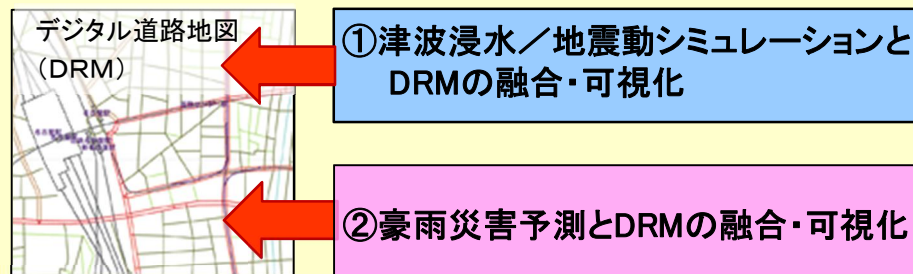 デジタル道路地図
(DRM)
①津波浸水／地震動シミュレーションと
DRMの融合・可視化
②豪雨災害予測とDRMの融合・可視化